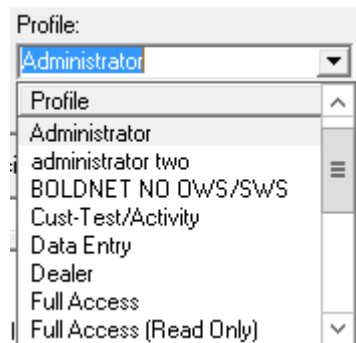 Profile:
Administrator
Profile
Administrator
administrator two
BOLDNET NO OWS/SWS
Cust-Test/Activity
Data Entry
Dealer
Full Access
Full Access (Read Only)